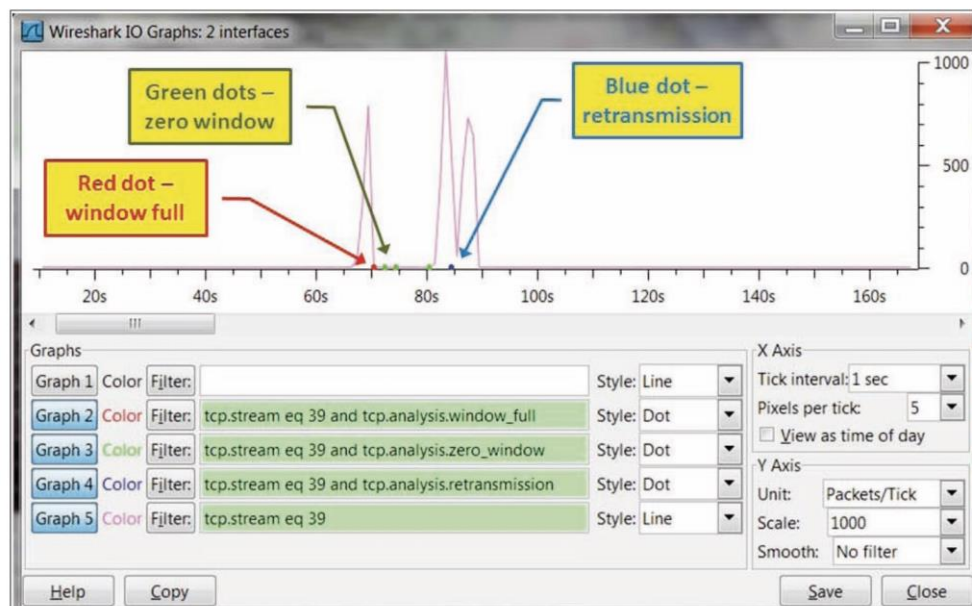 Wireshark IO Graphs: 2 interfaces
1000
500
0
Green dots –
zero window
Blue dot –
retransmission
Red dot –
window full
20s 40s 60s 80s 100s 120s 140s 160s
Graphs
Graph 1 Color Filter: Style: Line
Graph 2 Color Filter: tcp.stream eq 39 and tcp.analysis.window_full Style: Dot
Graph 3 Color Filter: tcp.stream eq 39 and tcp.analysis.zero_window Style: Dot
Graph 4 Color Filter: tcp.stream eq 39 and tcp.analysis.retransmission Style: Dot
Graph 5 Color Filter: tcp.stream eq 39 Style: Line
X Axis
Tick interval: 1 sec
Pixels per tick: 5
View as time of day
Y Axis
Unit: Packets/Tick
Scale: 1000
Smooth: No filter
Help Copy Save Close